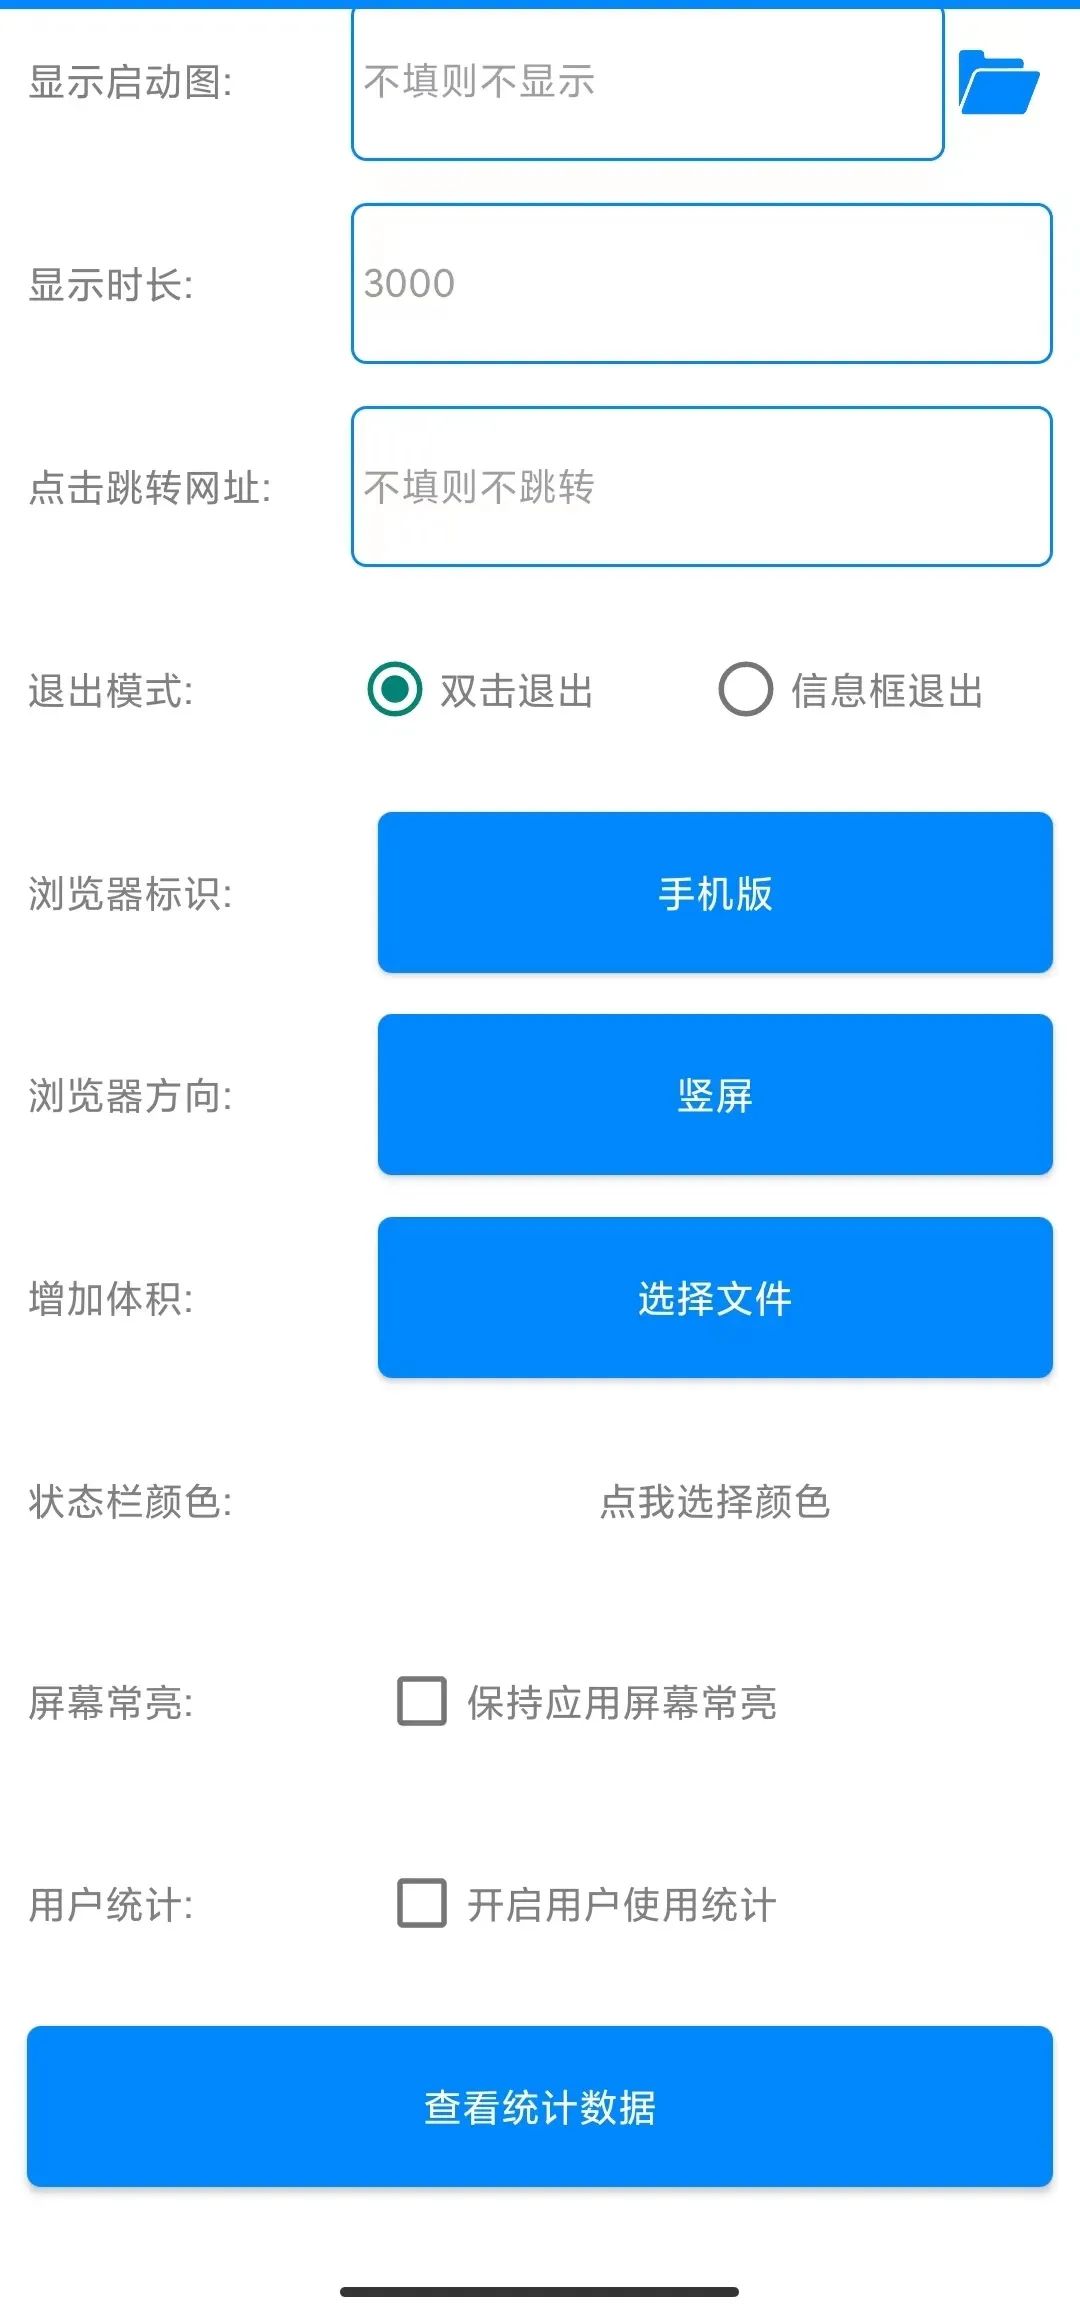 显示启动图: 不填则不显示
显示时长: 3000
点击跳转网址: 不填则不跳转
退出模式: 双击退出 信息框退出
浏览器标识: 手机版
浏览器方向: 竖屏
增加体积: 选择文件
状态栏颜色: 点我选择颜色
屏幕常亮: 保持应用屏幕常亮
用户统计: 开启用户使用统计
查看统计数据